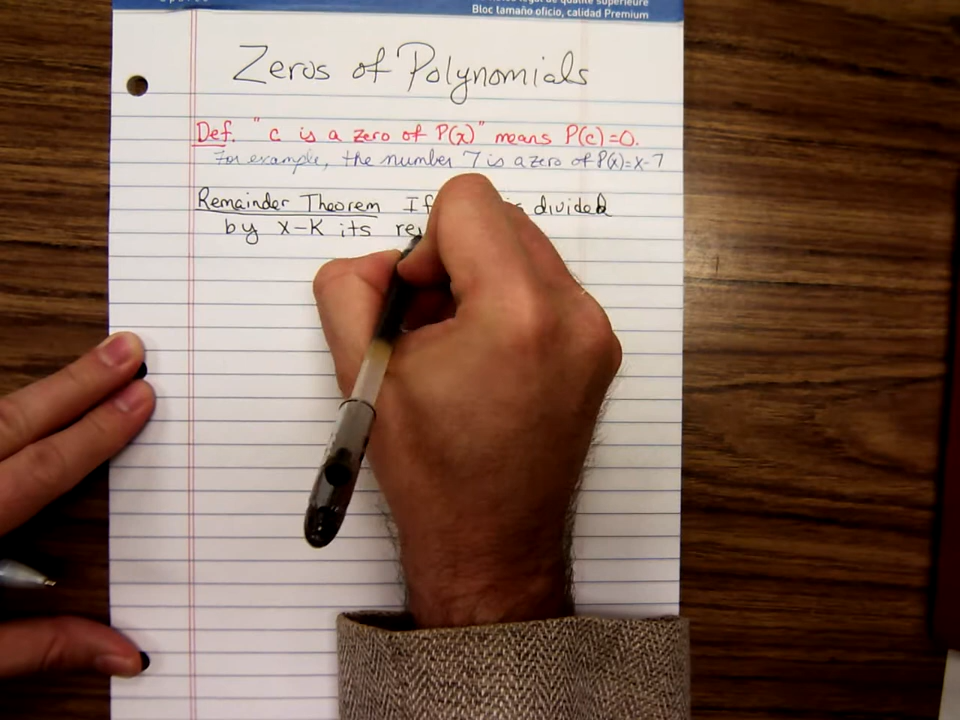 Bloc tamaño oficio, calidad Premium
Zeros of Polynomials
Def. "c is a zero of P(x)" means P(c)=0.
For example, the number 7 is a zero of P(x)=x-7
Remainder Theorem If divided
by x-K its re